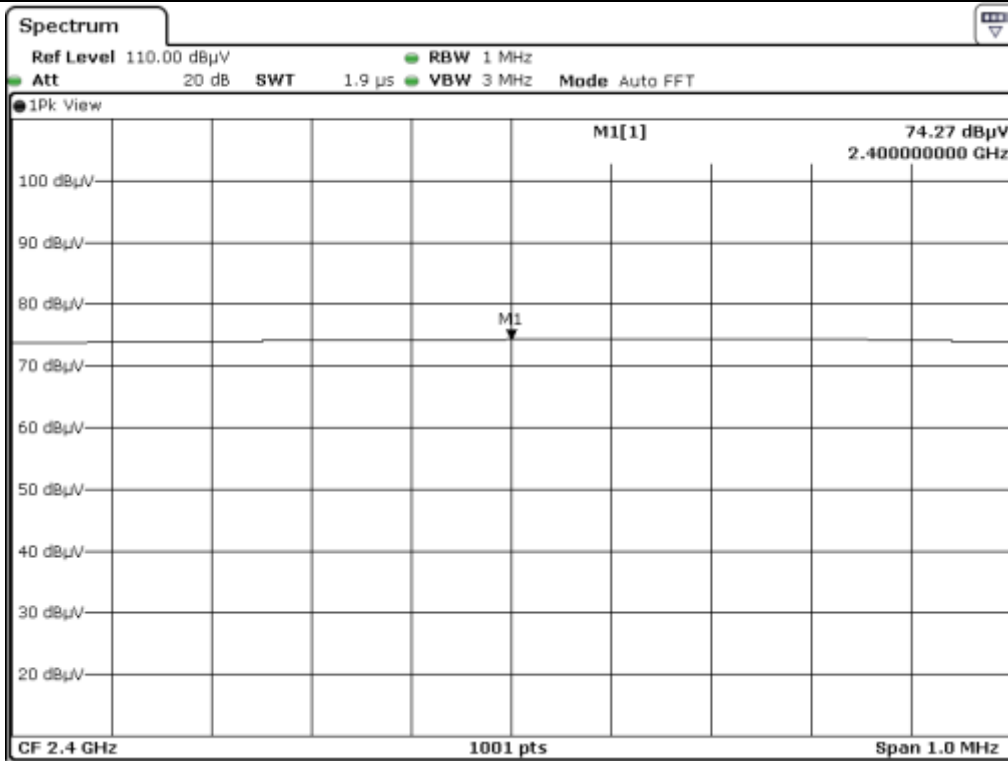 Spectrum
Ref Level 110.00 dBµV RBW 1 MHz
Att 20 dB SWT 1.9 µs VBW 3 MHz Mode Auto FFT
1Pk View
M1[1] 74.27 dBµV
2.400000000 GHz
100 dBµV
90 dBµV
80 dBµV
M1
70 dBµV
60 dBµV
50 dBµV
40 dBµV
30 dBµV
20 dBµV
CF 2.4 GHz 1001 pts Span 1.0 MHz